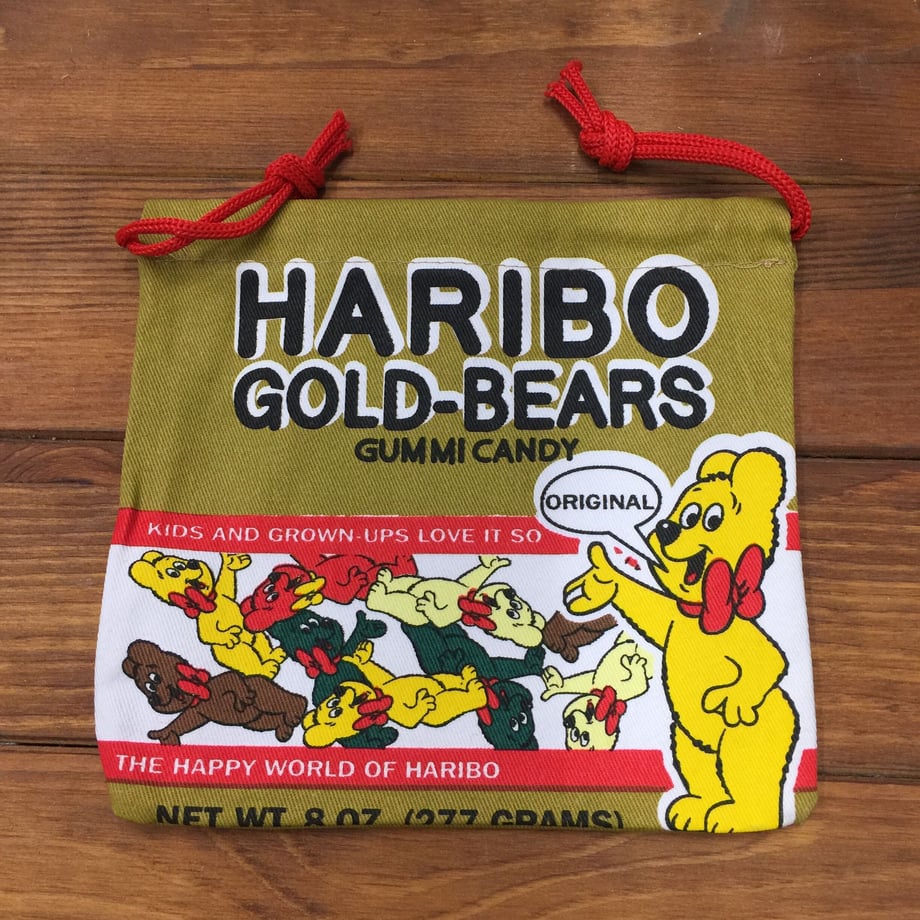 HARIBO
GOLD-BEARS
GUMMI CANDY
ORIGINAL
KIDS AND GROWN-UPS LOVE IT SO
THE HAPPY WORLD OF HARIBO
NET WT. 8 OZ. (277 GRAMS)